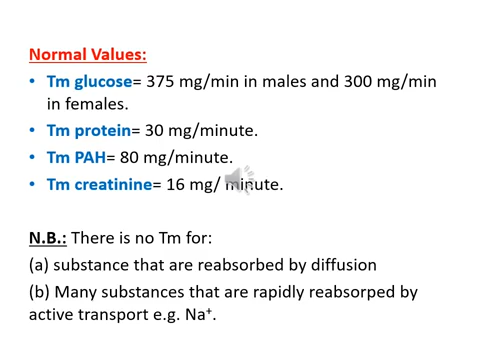 Normal Values:
• Tm glucose= 375 mg/min in males and 300 mg/min
in females.
• Tm protein= 30 mg/minute.
• Tm PAH= 80 mg/minute.
• Tm creatinine= 16 mg/ minute.
N.B.: There is no Tm for:
(a) substance that are reabsorbed by diffusion
(b) Many substances that are rapidly reabsorped by
active transport e.g. Na⁺.